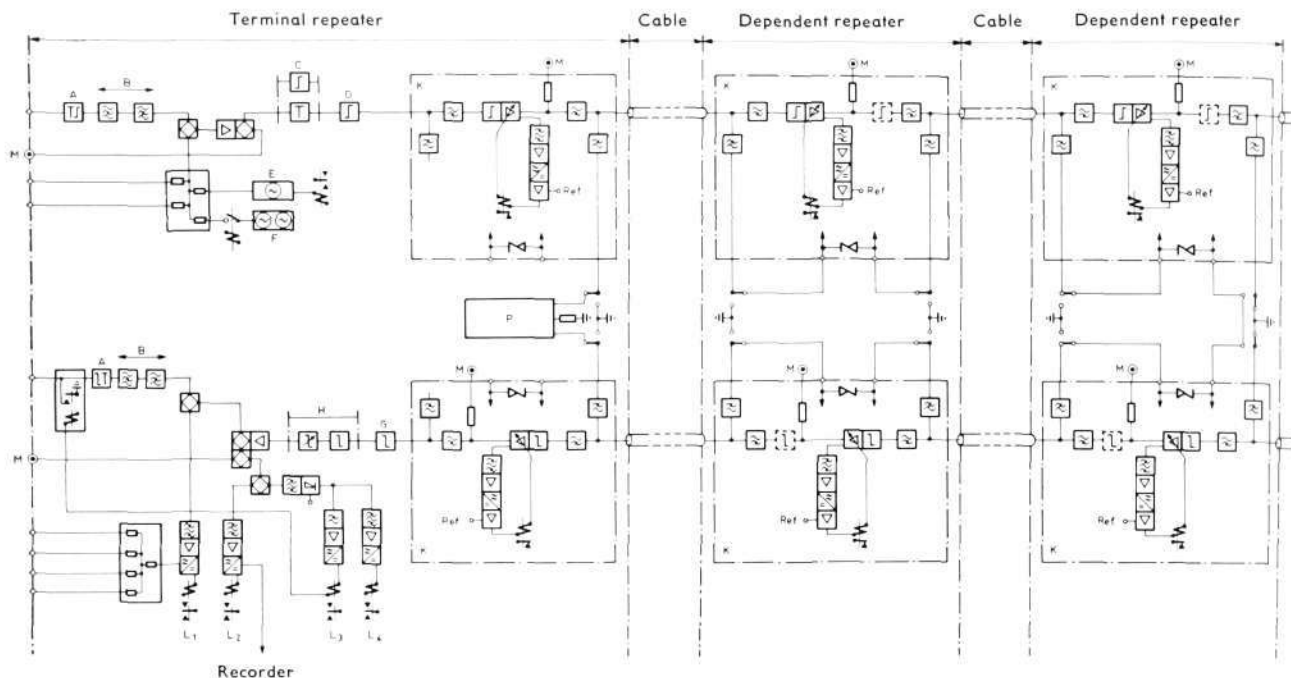 Terminal repeater Cable Dependent repeater Cable Dependent repeater
C
A B D K M K M K M
M
E
F
Ref Ref Ref
P
A B
M M M
H G
M
Ref Ref Ref
K K K
L1 L2 L3 L4
Recorder